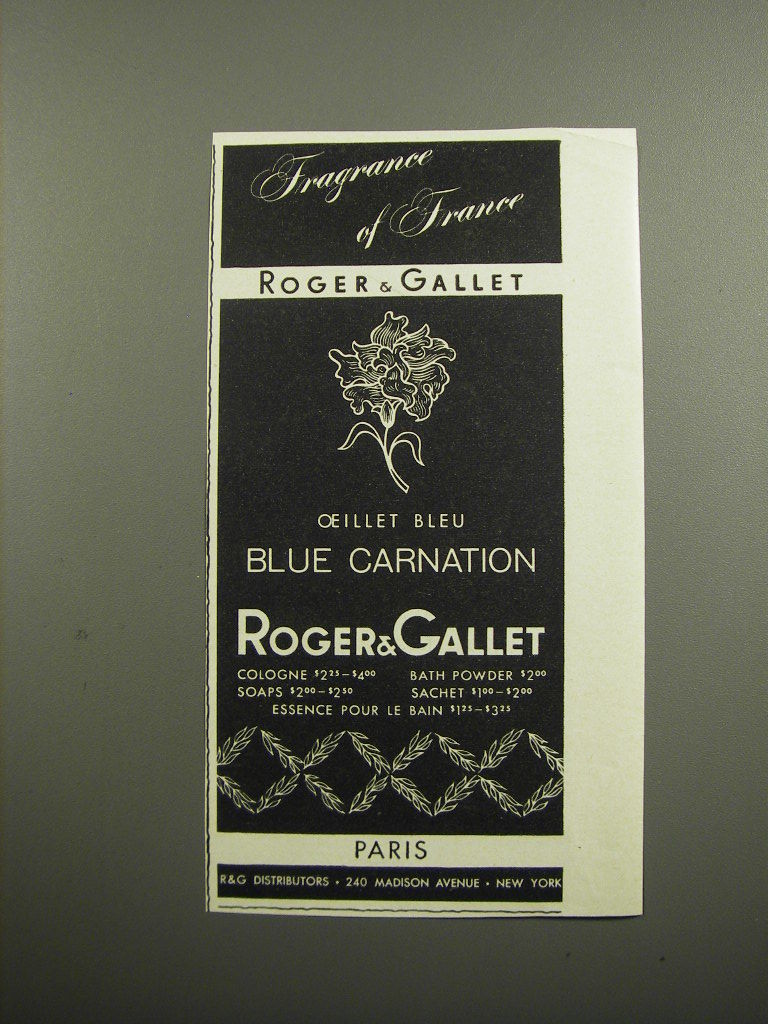 Fragrance
of France
ROGER & GALLET
ŒILLET BLEU
BLUE CARNATION
ROGER&GALLET
COLOGNE $2.25–$4.00 BATH POWDER $2.00
SOAPS $2.00–$2.50 SACHET $1.00–$2.00
ESSENCE POUR LE BAIN $1.25–$3.25
PARIS
R&G DISTRIBUTORS • 240 MADISON AVENUE • NEW YORK